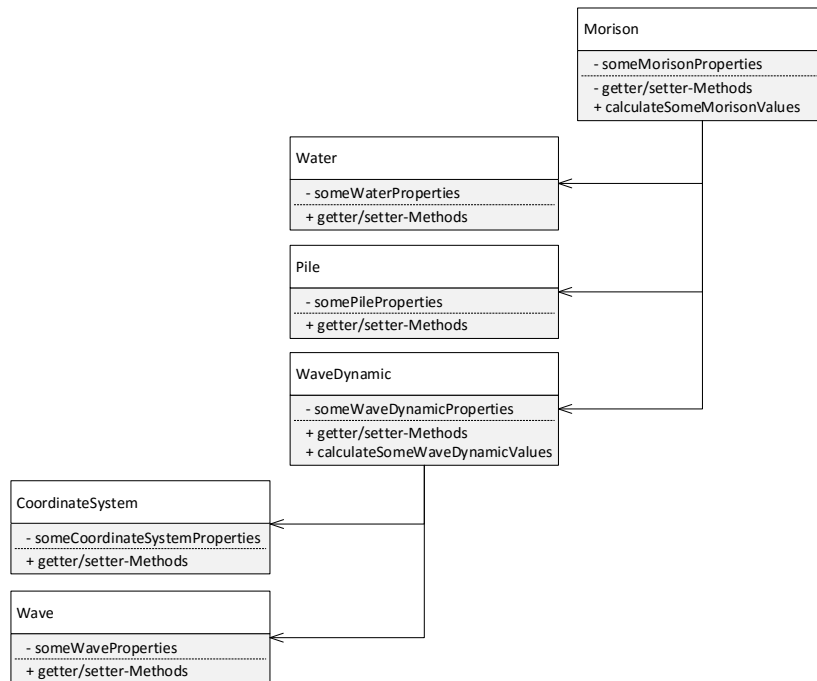 Morison
- someMorisonProperties
- getter/setter-Methods
+ calculateSomeMorisonValues
Water
- someWaterProperties
+ getter/setter-Methods
Pile
- somePileProperties
+ getter/setter-Methods
WaveDynamic
- someWaveDynamicProperties
+ getter/setter-Methods
+ calculateSomeWaveDynamicValues
CoordinateSystem
- someCoordinateSystemProperties
+ getter/setter-Methods
Wave
- someWaveProperties
+ getter/setter-Methods